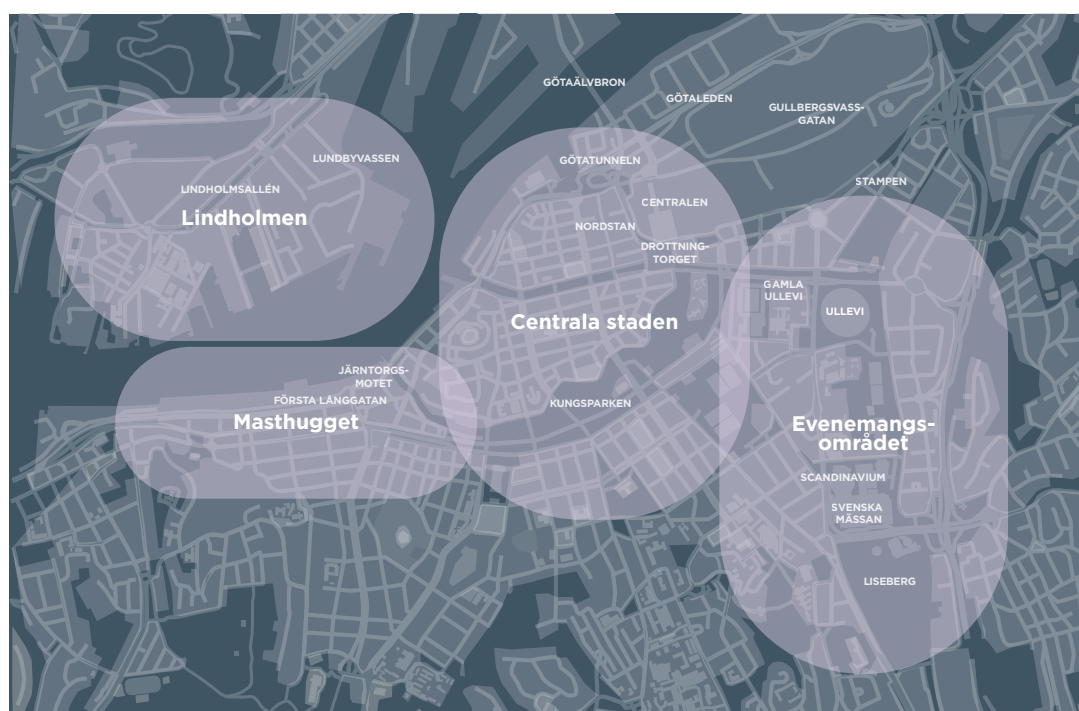 GÖTAÄLVBRON
GÖTALEDEN
GULLBERGSVASS-
GATAN
LUNDBYVASSEN
GÖTATUNNELN
LINDHOLMSALLÉN
STAMPEN
Lindholmen
CENTRALEN
NORDSTAN
DROTTNING-
TORGET
GAMLA
ULLEVI
ULLEVI
Centrala staden
JÄRNTORGS-
MOTET
FÖRSTA LÅNGGATAN
KUNGSPARKEN
Masthugget
Evenemangs-
området
SCANDINAVIUM
SVENSKA
MÄSSAN
LISEBERG